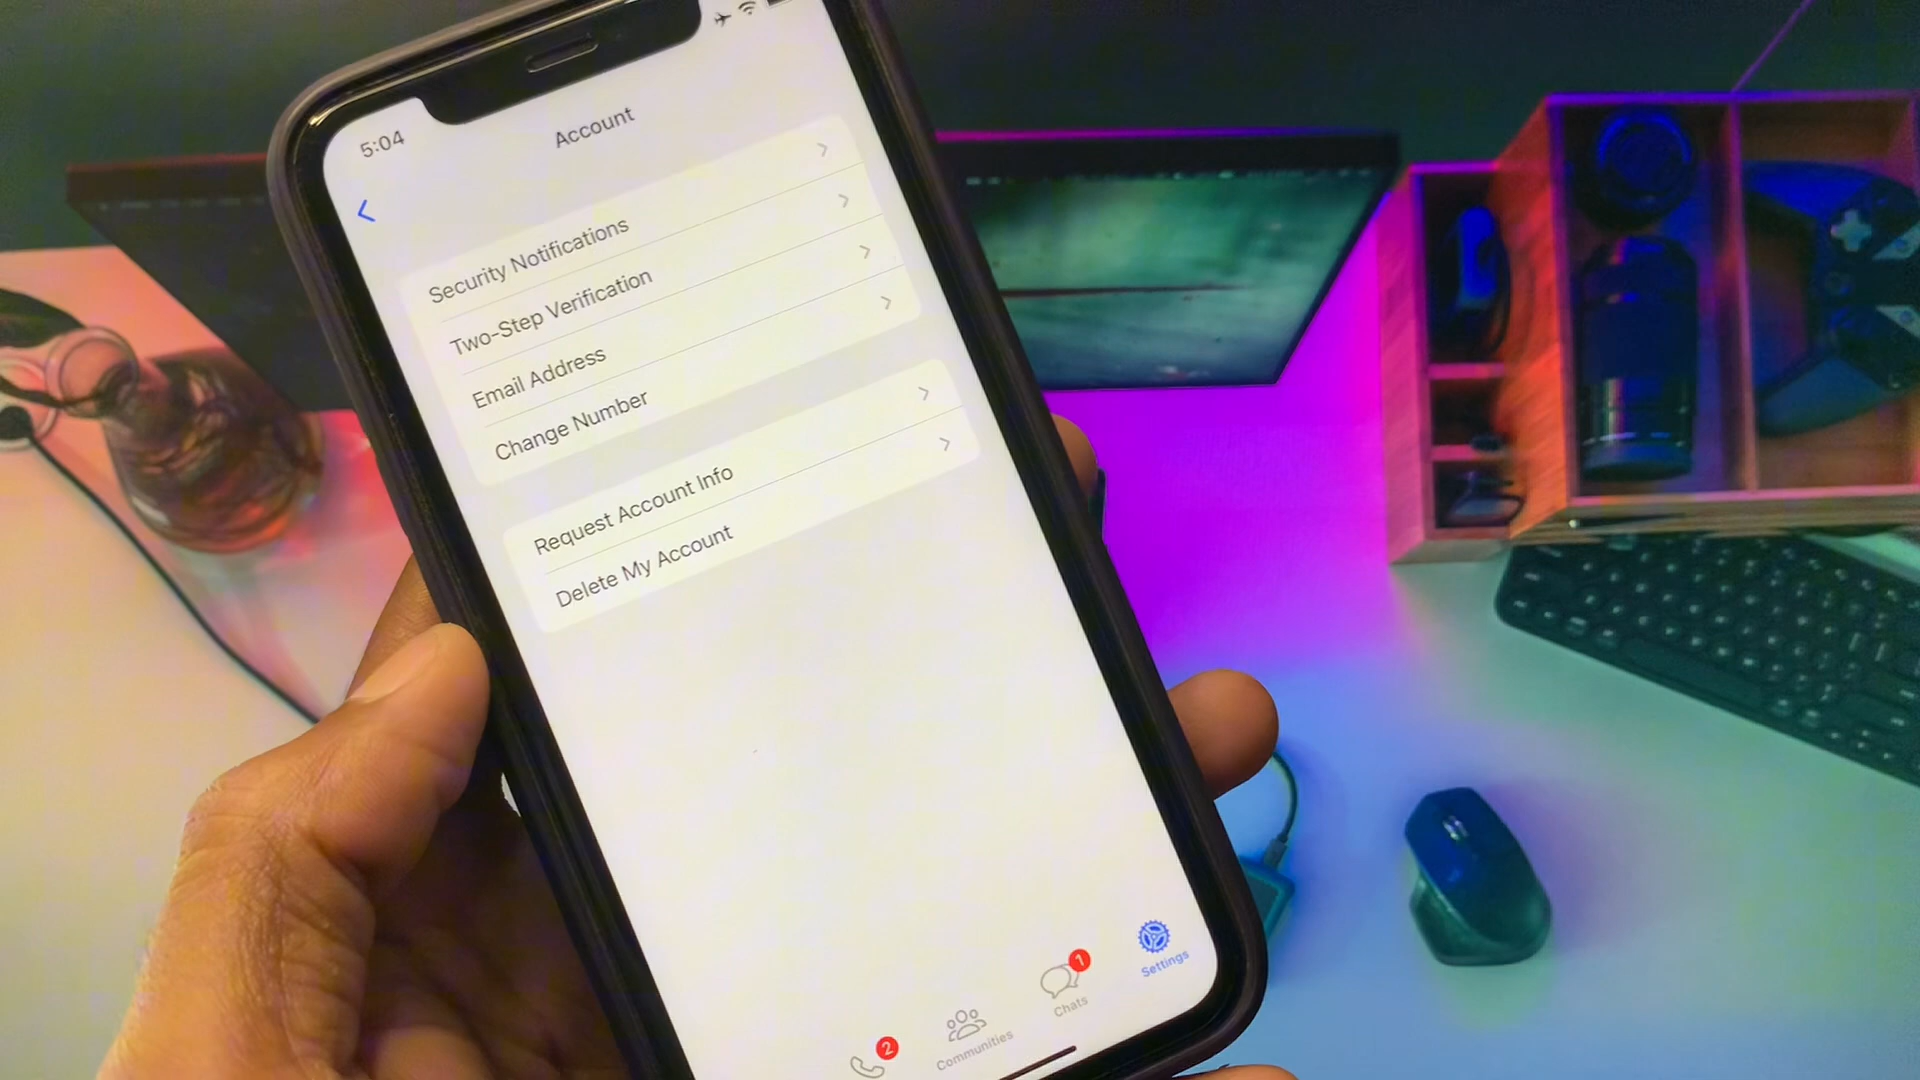 5:04
Account
Security Notifications
Two-Step Verification
Email Address
Change Number
Request Account Info
Delete My Account
2
Communities
1
Chats
Settings